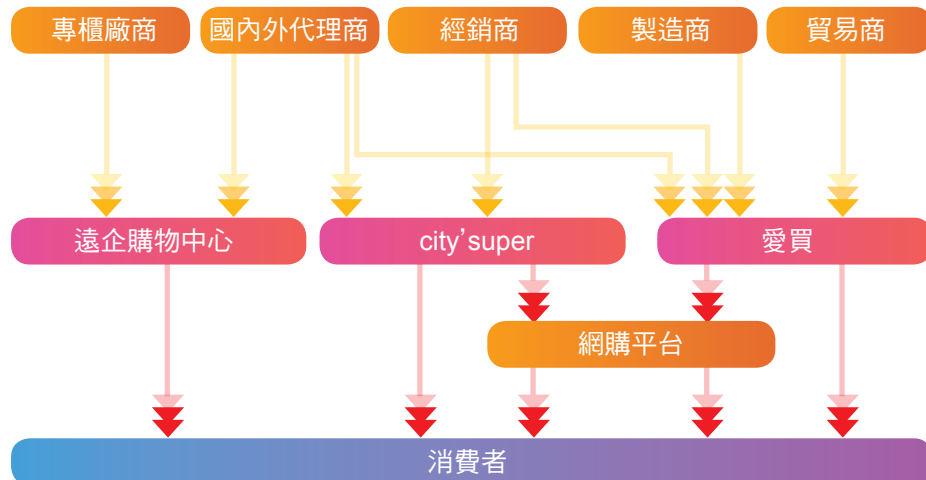 專櫃廠商
國內外代理商
經銷商
製造商
貿易商
遠企購物中心
city’super
愛買
網購平台
消費者